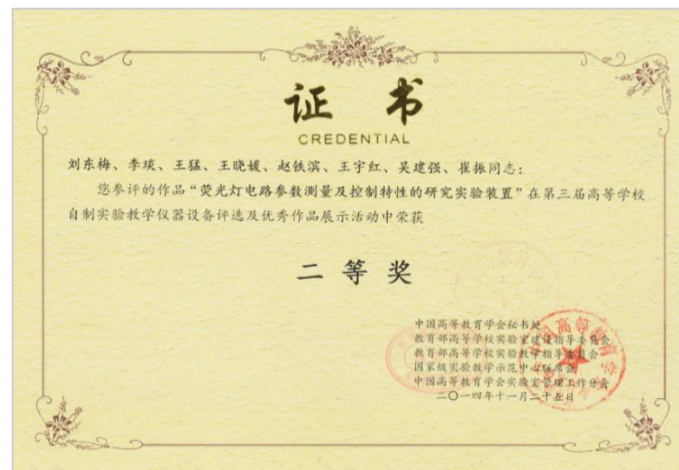 证书
CREDENTIAL
刘东梅、李琰、王猛、王晓媛、赵铁滨、王宇红、吴建强、崔振同志：
您参评的作品“荧光灯电路参数测量及控制特性的研究实验装置”在第三届高等学校
自制实验教学仪器设备评选及优秀作品展示活动中荣获
二等奖
中国高等教育学会秘书处
教育部高等学校实验室建设指导委员会
教育部高等学校实验教学指导委员会
国家级实验教学示范中心联席会
中国高等教育学会实验室管理工作分会
二〇一四年十一月二十五日